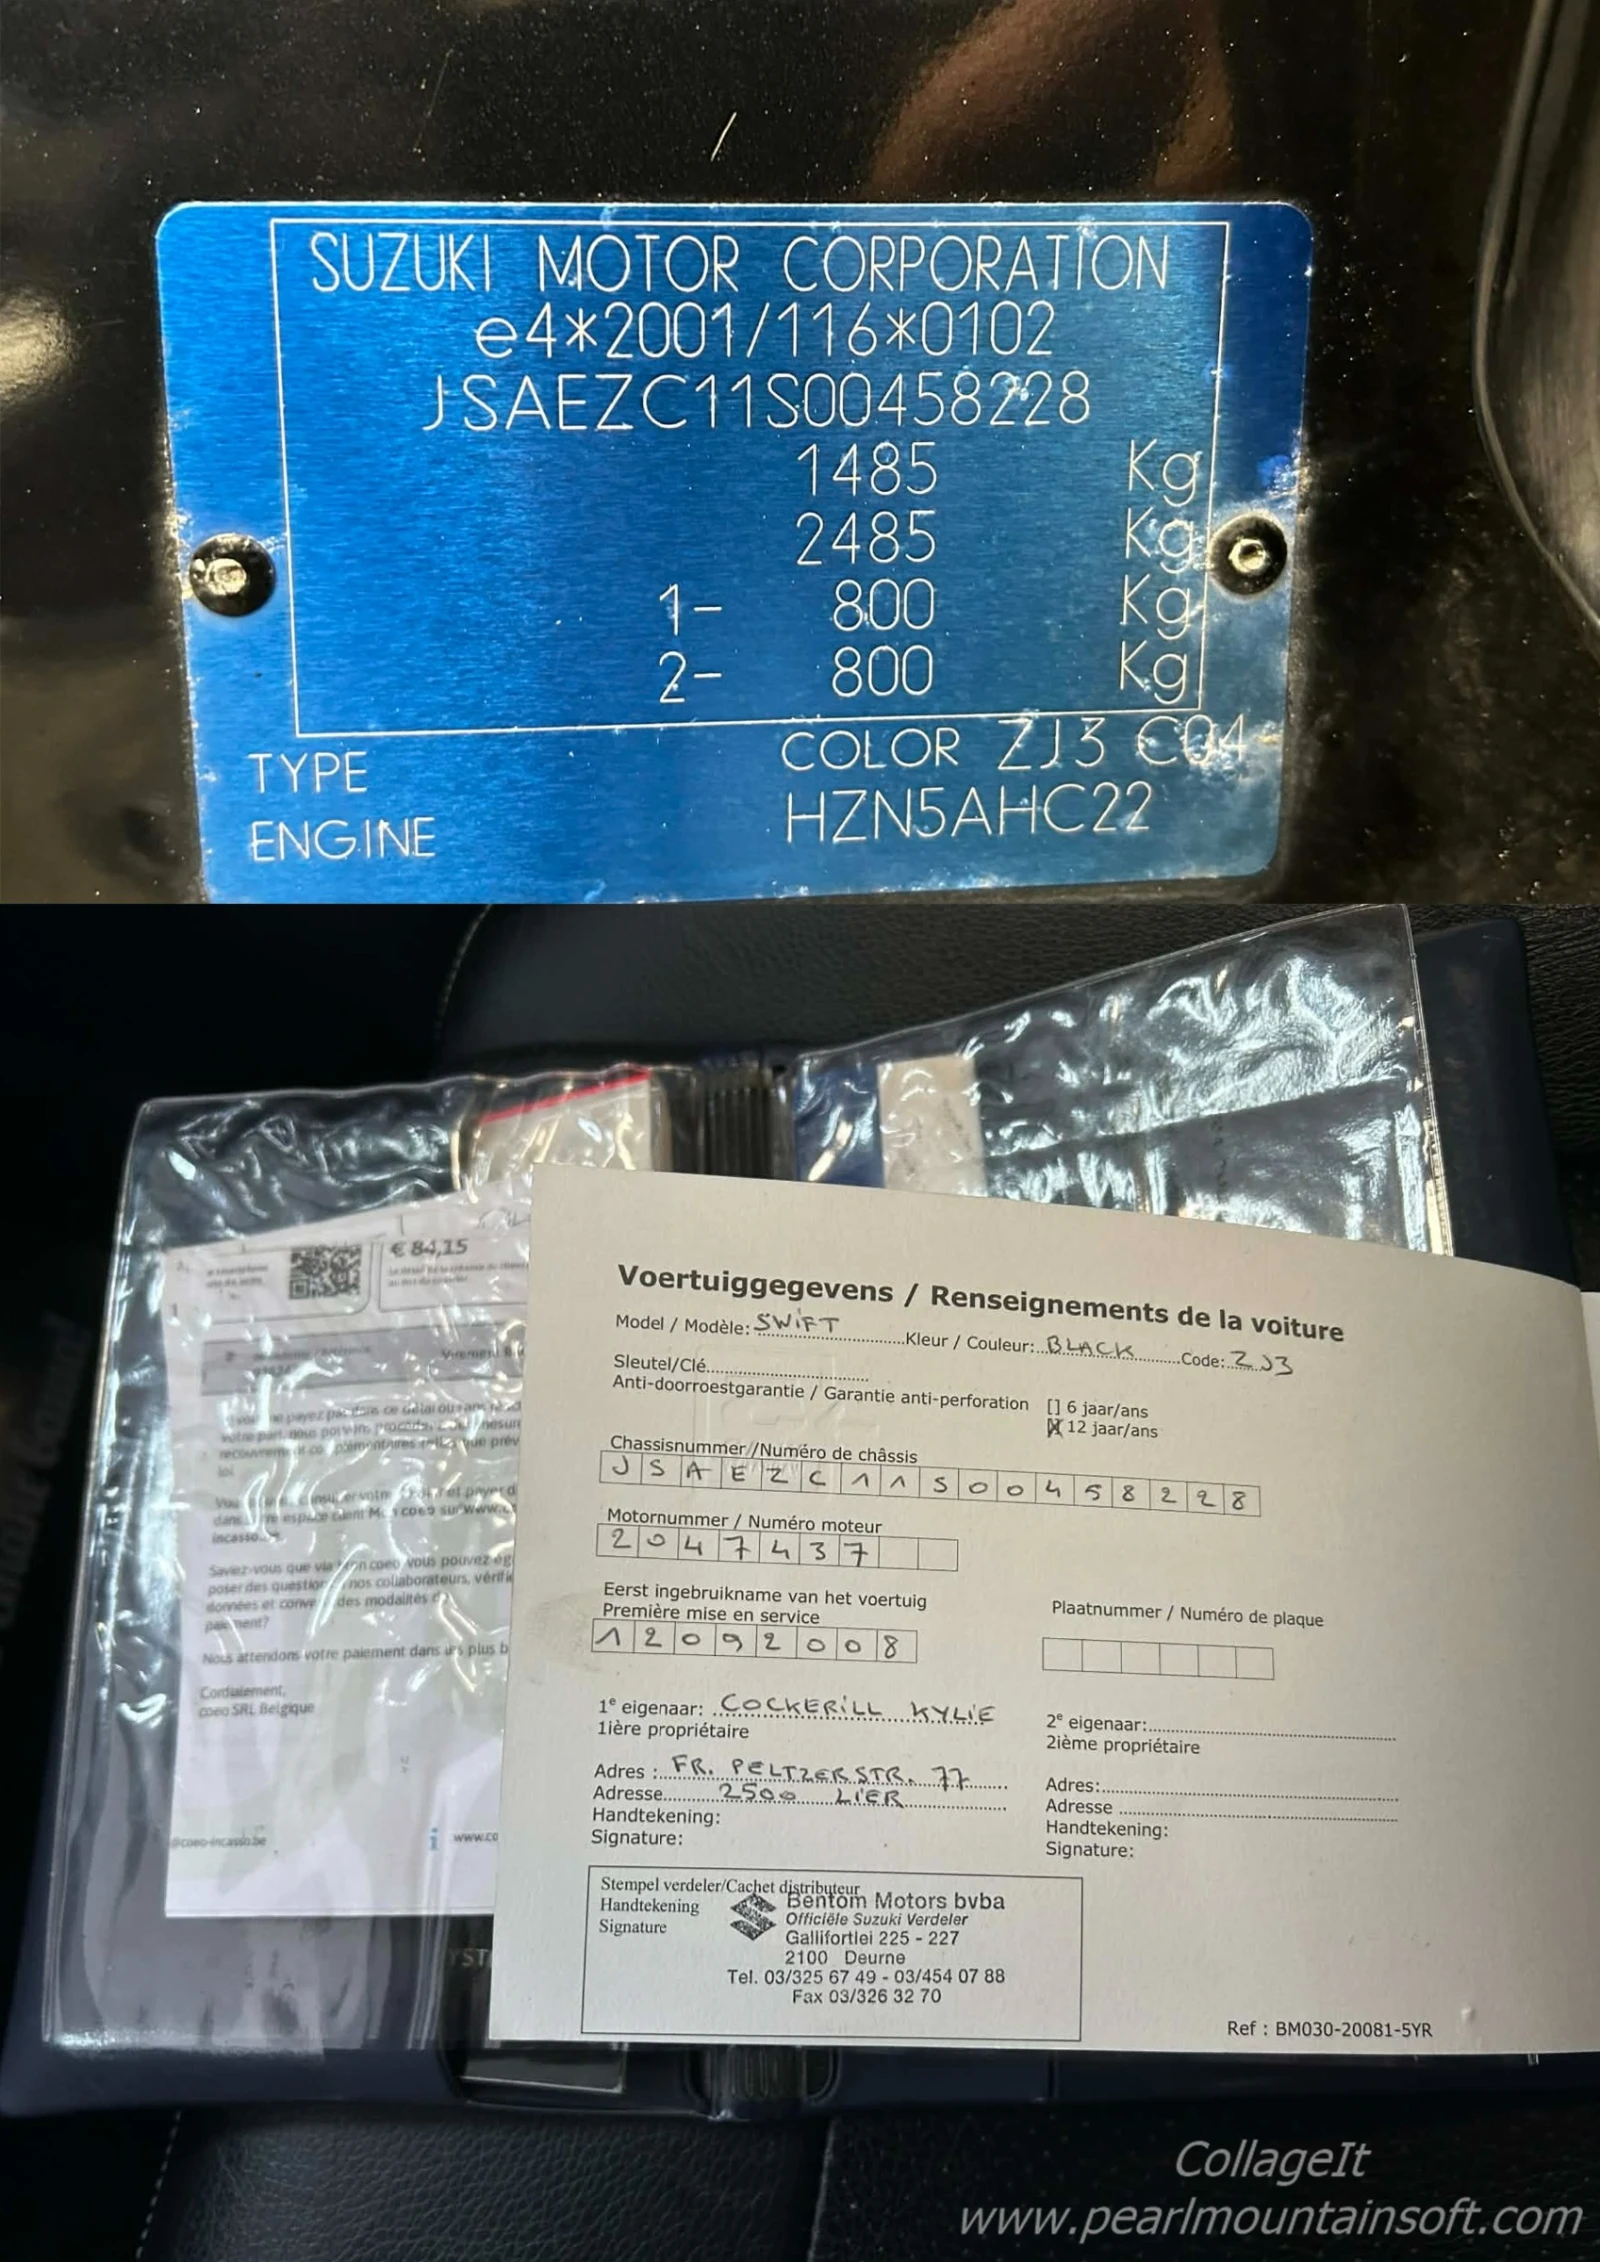 SUZUKI MOTOR CORPORATION
e4*2001/116*0102
JSAEZC11S00458228
1485 Kg
2485 Kg
1- 800 Kg
2- 800 Kg
COLOR ZJ3 C04
TYPE HZN5AHC22
ENGINE
€ 84,15
Nous attendons votre paiement dans les plus b
Cordialement,
coeo SRL Belgique
@coeo-incasso.be
www.co
Voertuiggegevens / Renseignements de la voiture
Model / Modèle: SWiFT Kleur / Couleur: BLACK Code: ZJ3
Sleutel/Clé
Anti-doorroestgarantie / Garantie anti-perforation [] 6 jaar/ans
[X] 12 jaar/ans
Chassisnummer/Numéro de châssis
JSAEZC11S00458228
Motornummer / Numéro moteur
2047437
Eerst ingebruikname van het voertuig
Première mise en service
12092008
Plaatnummer / Numéro de plaque
1e eigenaar: COCKERiLL KYLiE
1ière propriétaire
Adres : FR. PELTZERSTR. 77
Adresse 2500 LiER
Handtekening:
Signature:
2e eigenaar:
2ième propriétaire
Adres:
Adresse
Handtekening:
Signature:
Stempel verdeler/Cachet distributeur
Handtekening
Signature
Bentom Motors bvba
Officiële Suzuki Verdeler
Gallifortlei 225 - 227
2100 Deurne
Tel. 03/325 67 49 - 03/454 07 88
Fax 03/326 32 70
Ref : BM030-20081-5YR
CollageIt
www.pearlmountainsoft.com